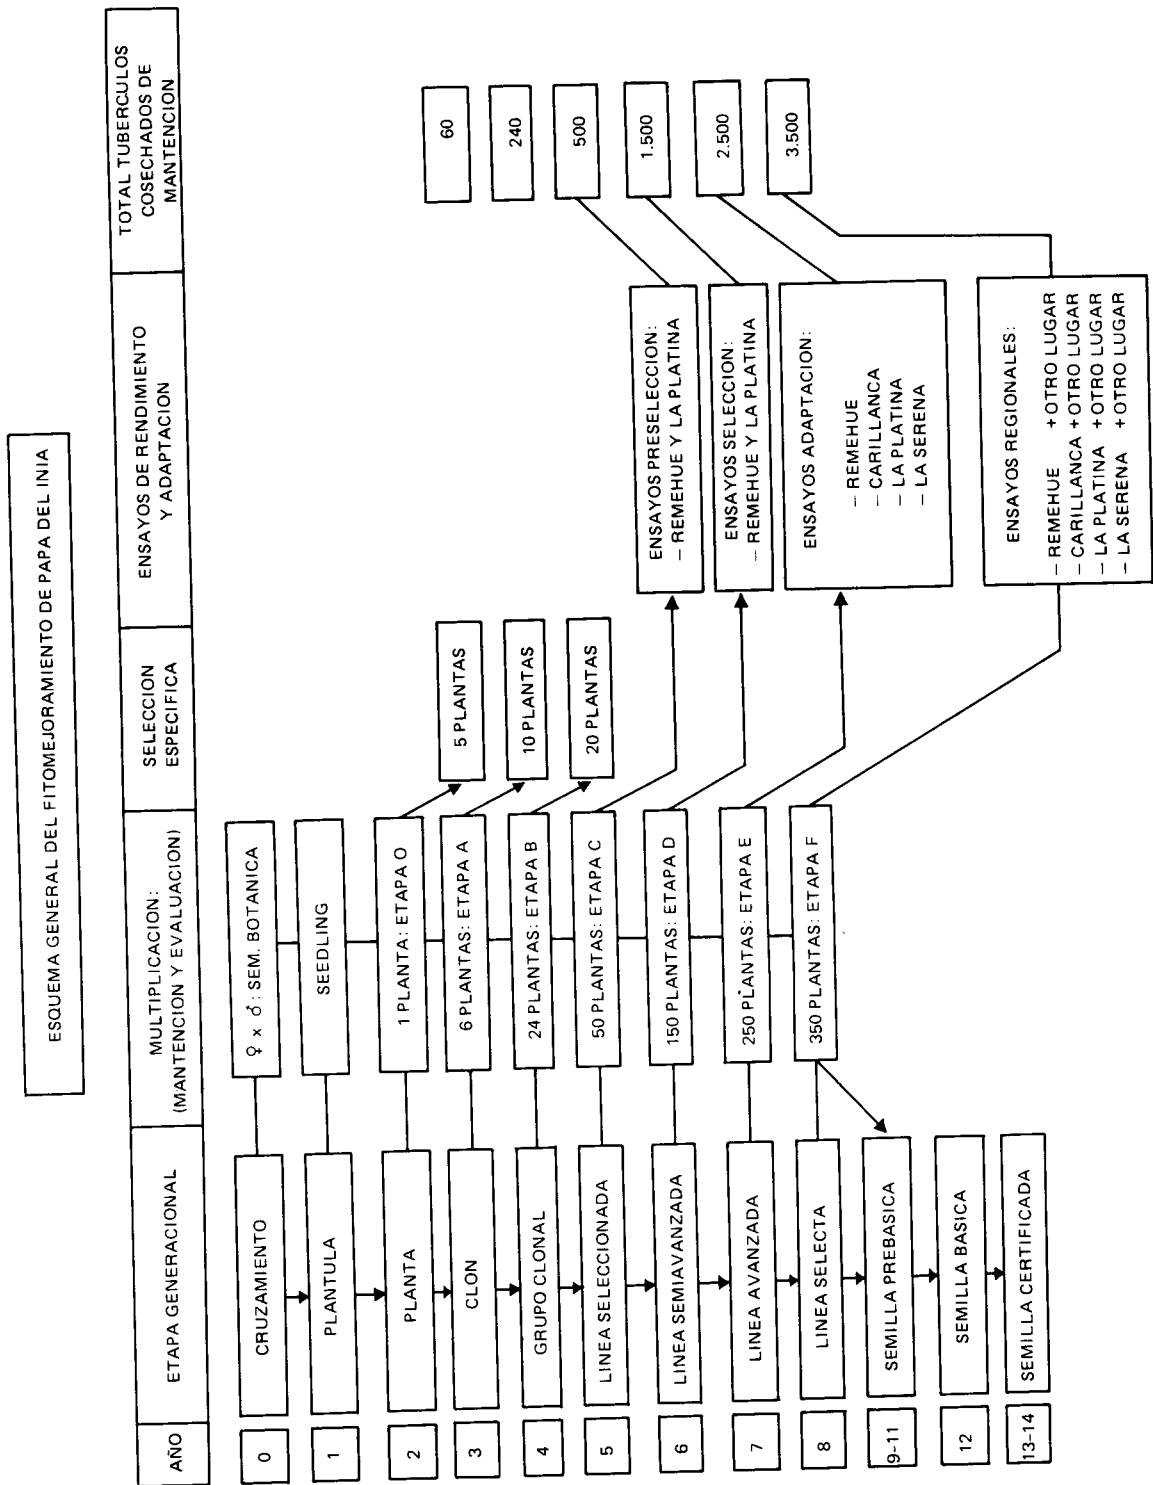 ESQUEMA GENERAL DEL FITOMEJORAMIENTO DE PAPA DEL INIA
AÑO
ETAPA GENERACIONAL
MULTIPLICACION:
(MANTENCION Y EVALUACION)
SELECCION
ESPECIFICA
ENSAYOS DE RENDIMIENTO
Y ADAPTACION
TOTAL TUBERCULOS
COSECHADOS DE
MANTENCION
0
CRUZAMIENTO
♀ x ♂: SEM. BOTANICA
1
PLANTULA
SEEDLING
2
PLANTA
1 PLANTA: ETAPA O
5 PLANTAS
60
3
CLON
6 PLANTAS: ETAPA A
10 PLANTAS
240
4
GRUPO CLONAL
24 PLANTAS: ETAPA B
20 PLANTAS
500
5
LINEA SELECCIONADA
50 PLANTAS: ETAPA C
ENSAYOS PRESELECCION:
– REMEHUE Y LA PLATINA
1.500
6
LINEA SEMIAVANZADA
150 PLANTAS: ETAPA D
ENSAYOS SELECCION:
– REMEHUE Y LA PLATINA
2.500
7
LINEA AVANZADA
250 PLANTAS: ETAPA E
ENSAYOS ADAPTACION:
– REMEHUE
– CARILLANCA
– LA PLATINA
– LA SERENA
3.500
8
LINEA SELECTA
350 PLANTAS: ETAPA F
ENSAYOS REGIONALES:
– REMEHUE + OTRO LUGAR
– CARILLANCA + OTRO LUGAR
– LA PLATINA + OTRO LUGAR
– LA SERENA + OTRO LUGAR
9-11
SEMILLA PREBASICA
12
SEMILLA BASICA
13-14
SEMILLA CERTIFICADA